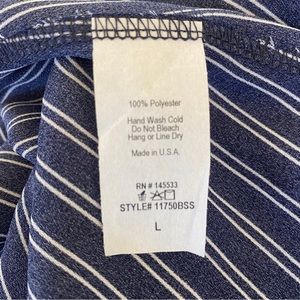 100% Polyester
Hand Wash Cold
Do Not Bleach
Hang or Line Dry
Made in U.S.A.
RN # 145533
STYLE# 11750BSS
L